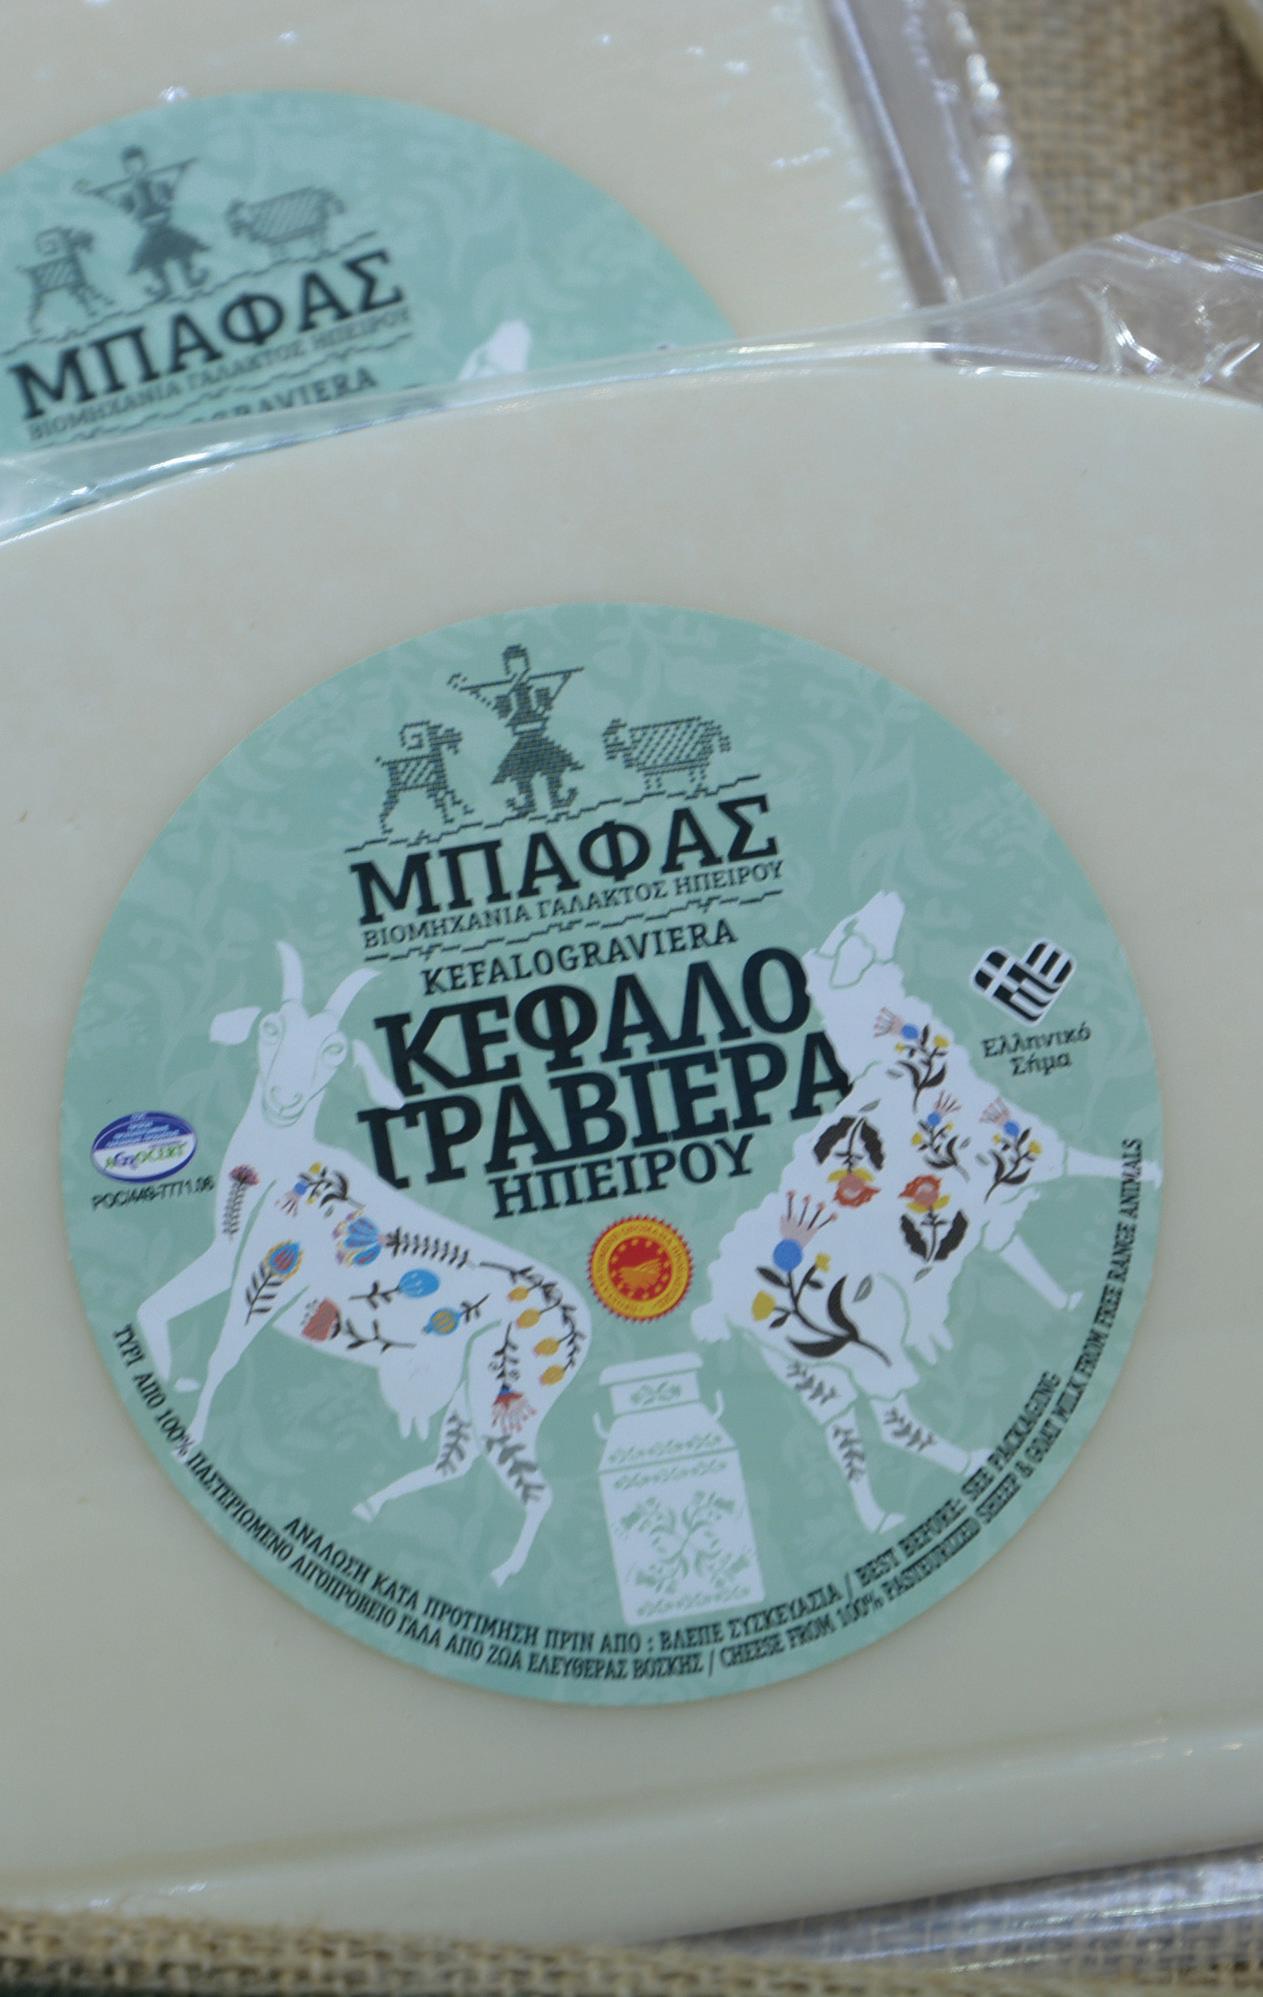 ΜΠΑΦΑΣ
ΒΙΟΜΗΧΑΝΙΑ ΓΑΛΑΚΤΟΣ ΗΠΕΙΡΟΥ
ΜΠΑΦΑΣ
ΒΙΟΜΗΧΑΝΙΑ ΓΑΛΑΚΤΟΣ ΗΠΕΙΡΟΥ
KEFALOGRAVIERA
ΚΕΦΑΛΟ
ΓΡΑΒΙΕΡΑ
ΗΠΕΙΡΟΥ
Ελληνικό
Σήμα
AGROCERT
ΑΝΑΛΩΣΗ ΚΑΤΑ ΠΡΟΤΙΜΗΣΗ ΠΡΙΝ ΑΠΟ : ΒΛΕΠΕ ΣΥΣΚΕΥΑΣΙΑ / BEST BEFORE: SEE PACKAGING
ΤΥΡΙ ΑΠΟ 100% ΠΑΣΤΕΡΙΩΜΕΝΟ ΑΙΓΟΠΡΟΒΕΙΟ ΓΑΛΑ ΑΠΟ ΖΩΑ ΕΛΕΥΘΕΡΑΣ ΒΟΣΚΗΣ / CHEESE FROM 100% PASTEURIZED SHEEP & GOAT MILK FROM FREE RANGE ANIMALS